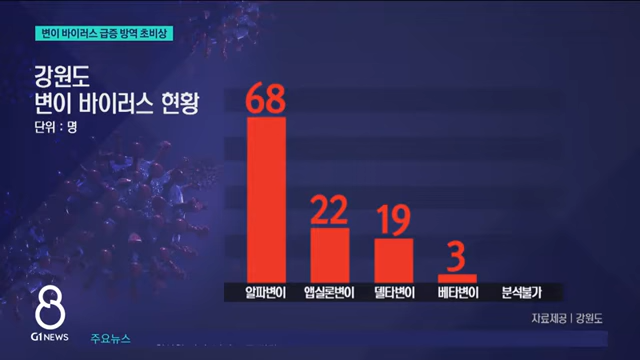 변이 바이러스 급증 방역 초비상
강원도
변이 바이러스 현황
단위 : 명
68
22
19
3
알파변이 앱실론변이 델타변이 베타변이 분석불가
자료제공 | 강원도
8
G1NEWS
주요뉴스